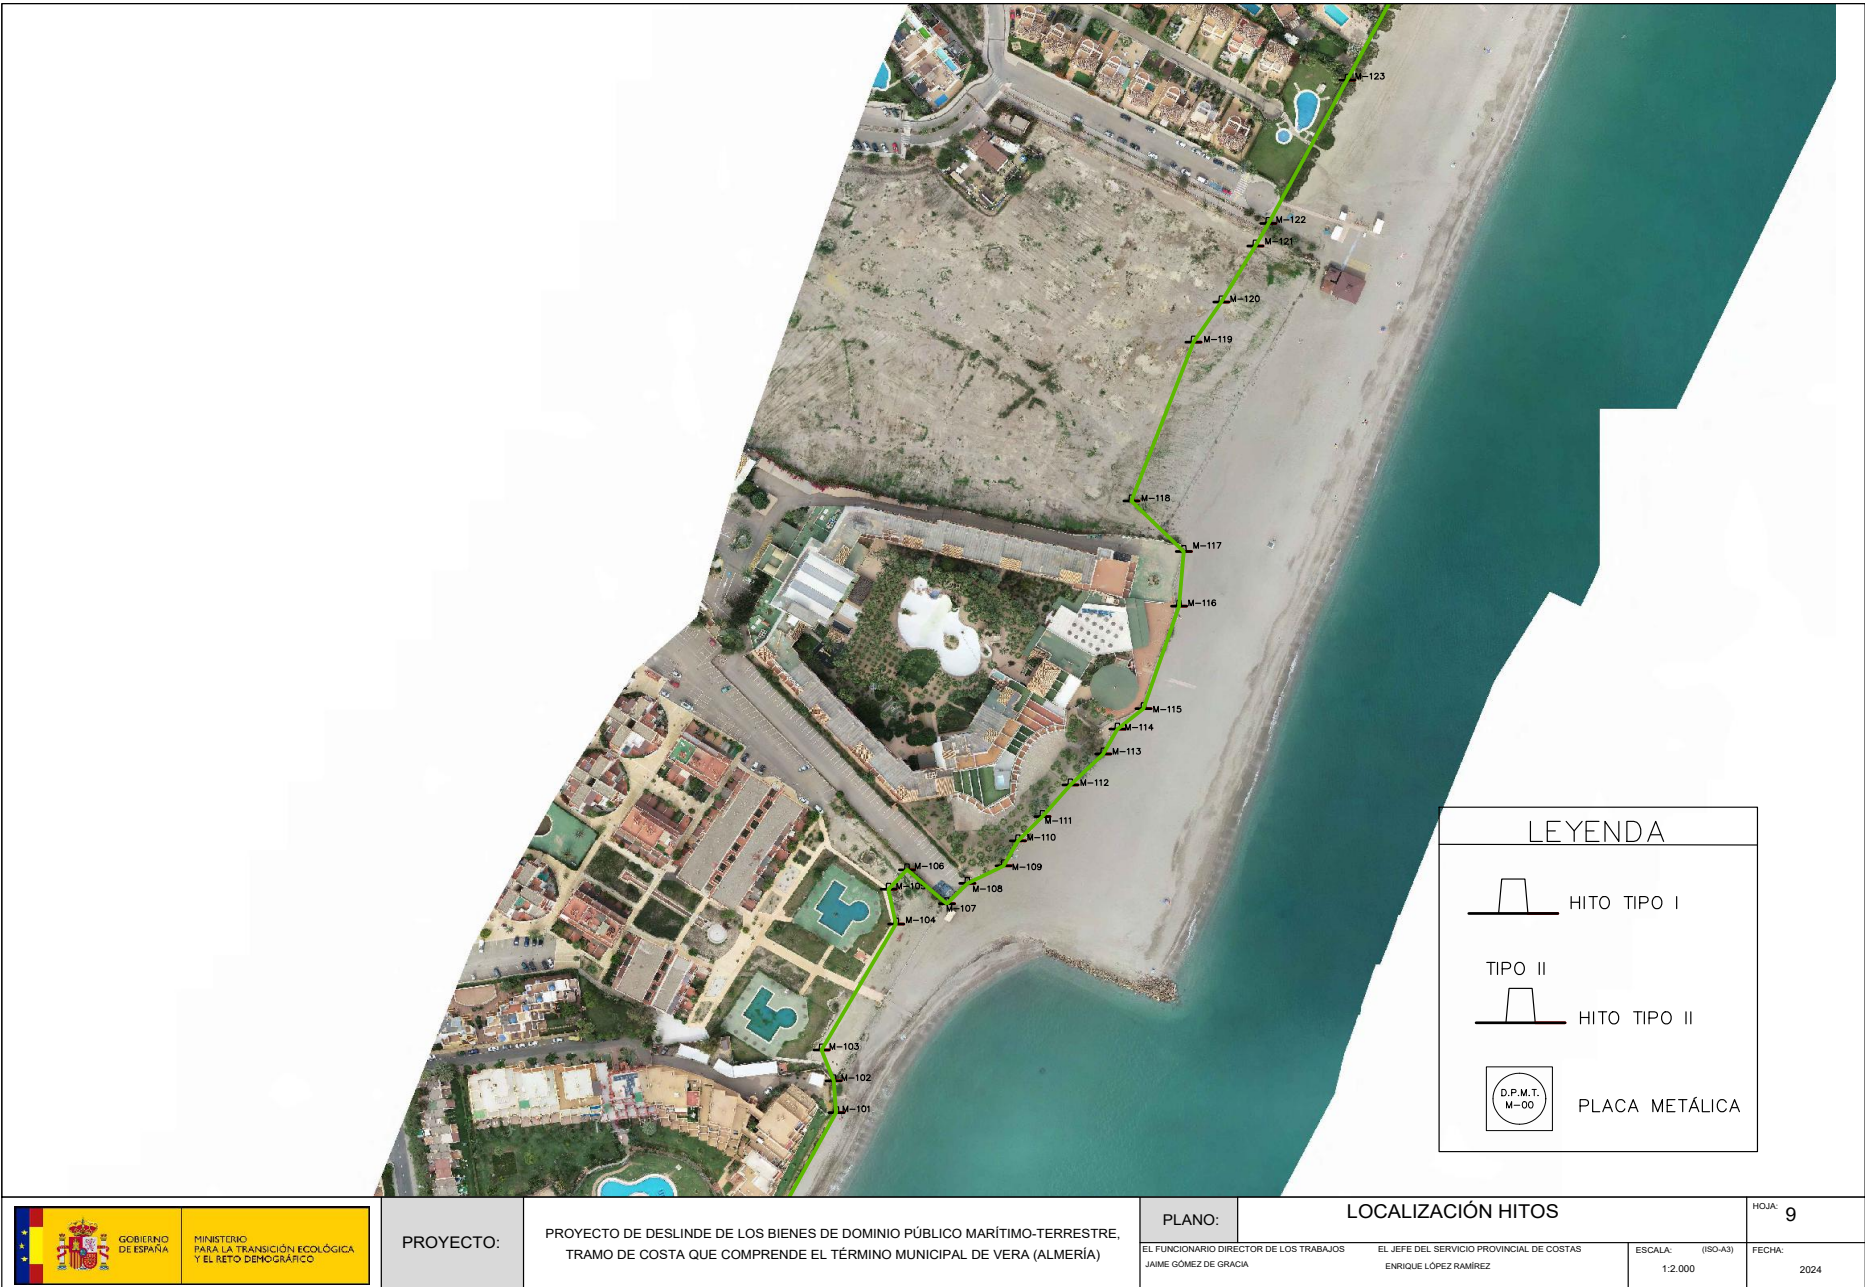 M-123
M-122
M-121
M-120
M-119
M-118
M-117
M-116
M-115
M-114
M-113
M-112
M-111
M-110
M-109
M-106
M-105
M-108
M-107
M-104
M-103
M-102
M-101
LEYENDA
HITO TIPO I
TIPO II
HITO TIPO II
D.P.M.T.
M-00
PLACA METÁLICA
GOBIERNO
DE ESPAÑA
MINISTERIO
PARA LA TRANSICIÓN ECOLÓGICA
Y EL RETO DEMOGRÁFICO
PROYECTO:
PROYECTO DE DESLINDE DE LOS BIENES DE DOMINIO PÚBLICO MARÍTIMO-TERRESTRE,
TRAMO DE COSTA QUE COMPRENDE EL TÉRMINO MUNICIPAL DE VERA (ALMERÍA)
PLANO:
LOCALIZACIÓN HITOS
HOJA: 9
EL FUNCIONARIO DIRECTOR DE LOS TRABAJOS
JAIME GÓMEZ DE GRACIA
EL JEFE DEL SERVICIO PROVINCIAL DE COSTAS
ENRIQUE LÓPEZ RAMÍREZ
ESCALA: (ISO-A3)
1:2.000
FECHA:
2024